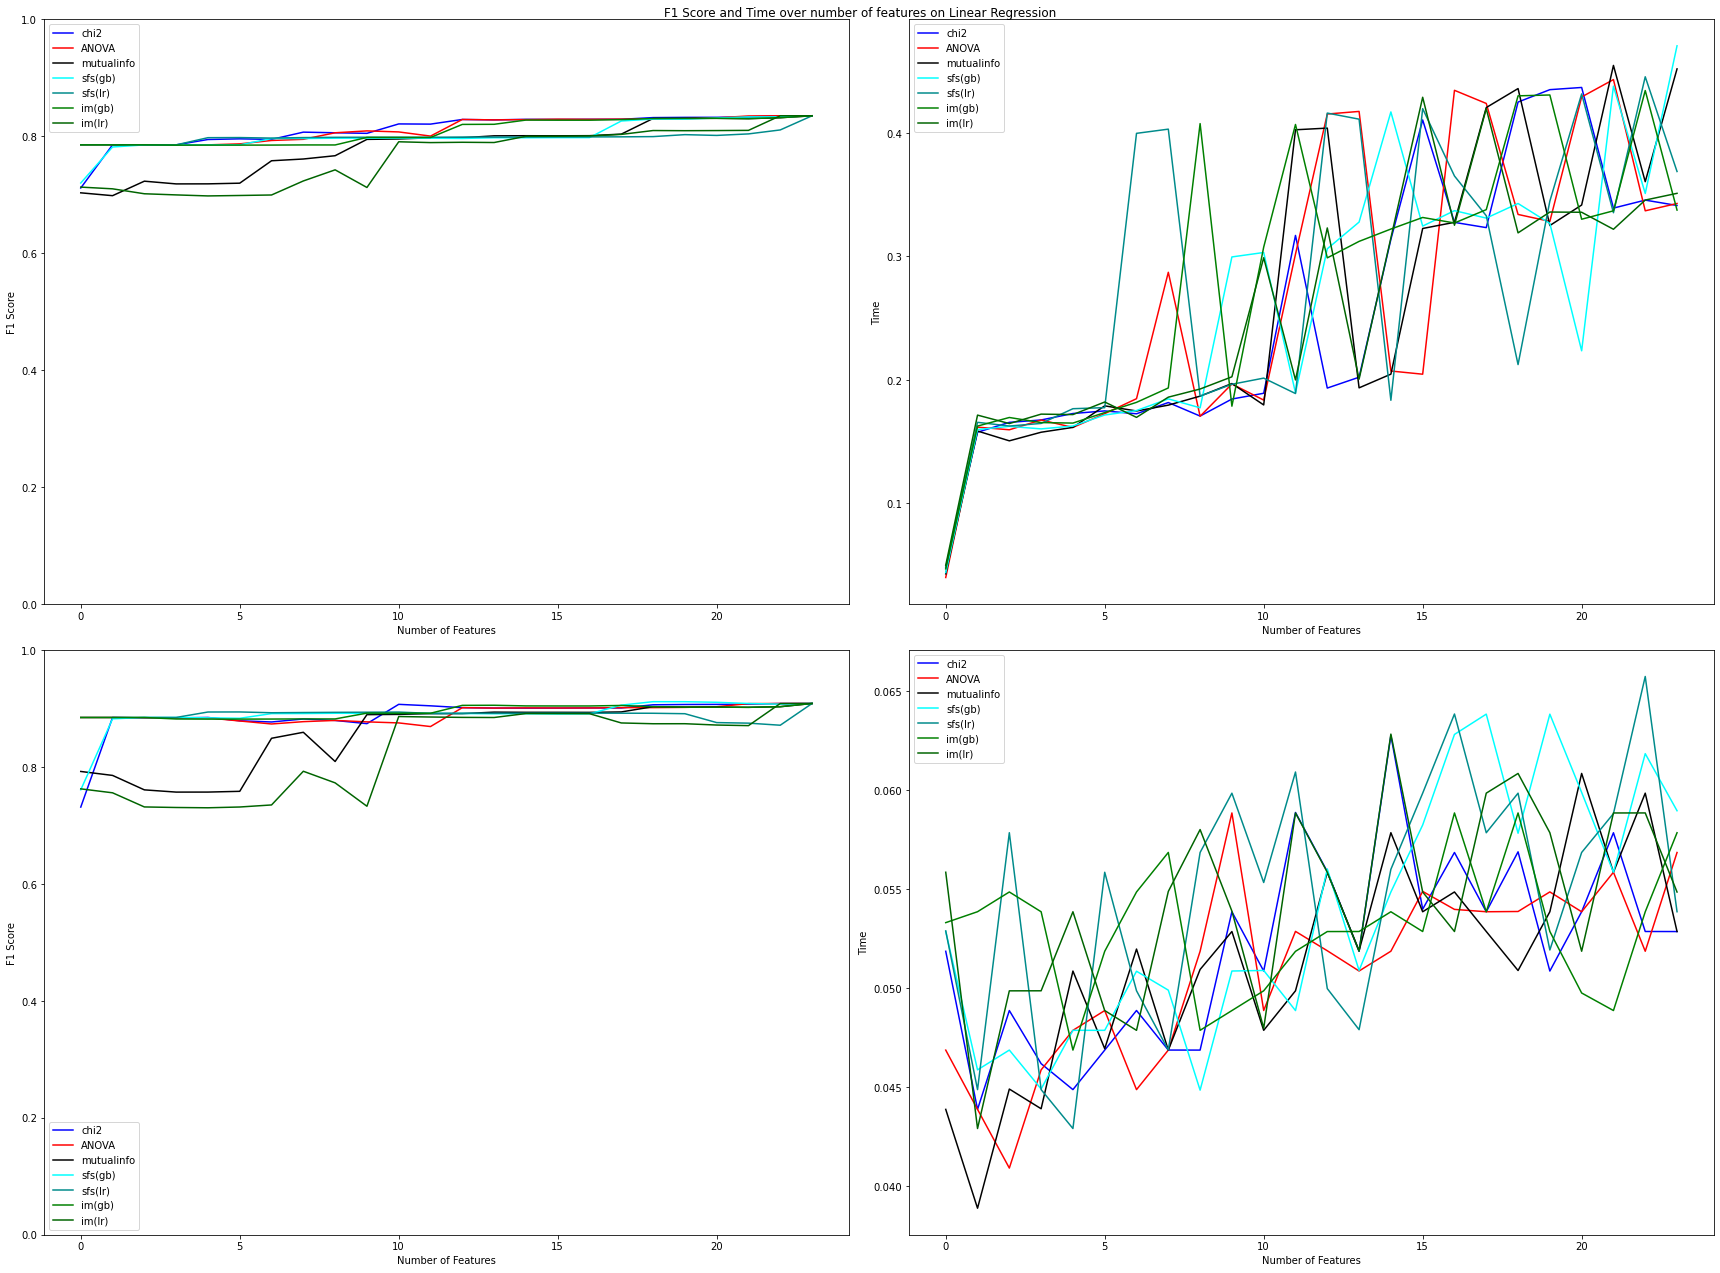 F1 Score and Time over number of features on Linear Regression
chi2
ANOVA
mutualinfo
sfs(gb)
sfs(lr)
im(gb)
im(lr)
1.0
0.8
0.6
0.4
0.2
0.0
F1 Score
0 5 10 15 20
Number of Features
chi2
ANOVA
mutualinfo
sfs(gb)
sfs(lr)
im(gb)
im(lr)
0.4
0.3
0.2
0.1
Time
0 5 10 15 20
Number of Features
1.0
0.8
0.6
0.4
0.2
0.0
F1 Score
chi2
ANOVA
mutualinfo
sfs(gb)
sfs(lr)
im(gb)
im(lr)
0 5 10 15 20
Number of Features
chi2
ANOVA
mutualinfo
sfs(gb)
sfs(lr)
im(gb)
im(lr)
0.065
0.060
0.055
0.050
0.045
0.040
Time
0 5 10 15 20
Number of Features